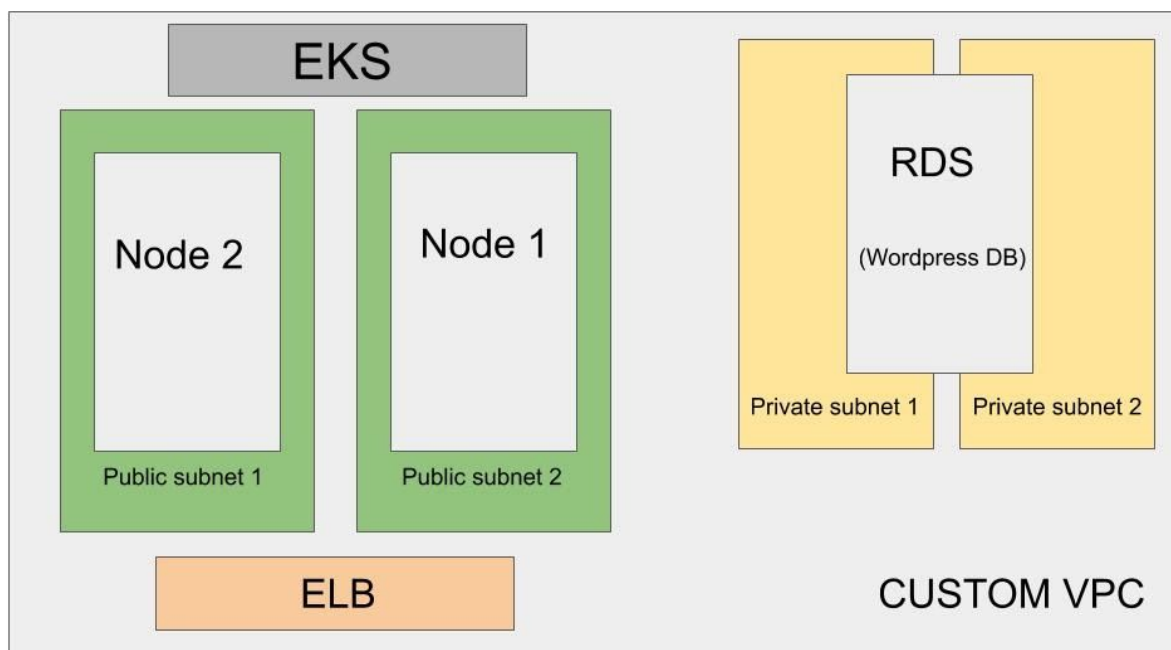 EKS
Node 2
Public subnet 1
Node 1
Public subnet 2
ELB
RDS
(Wordpress DB)
Private subnet 1
Private subnet 2
CUSTOM VPC